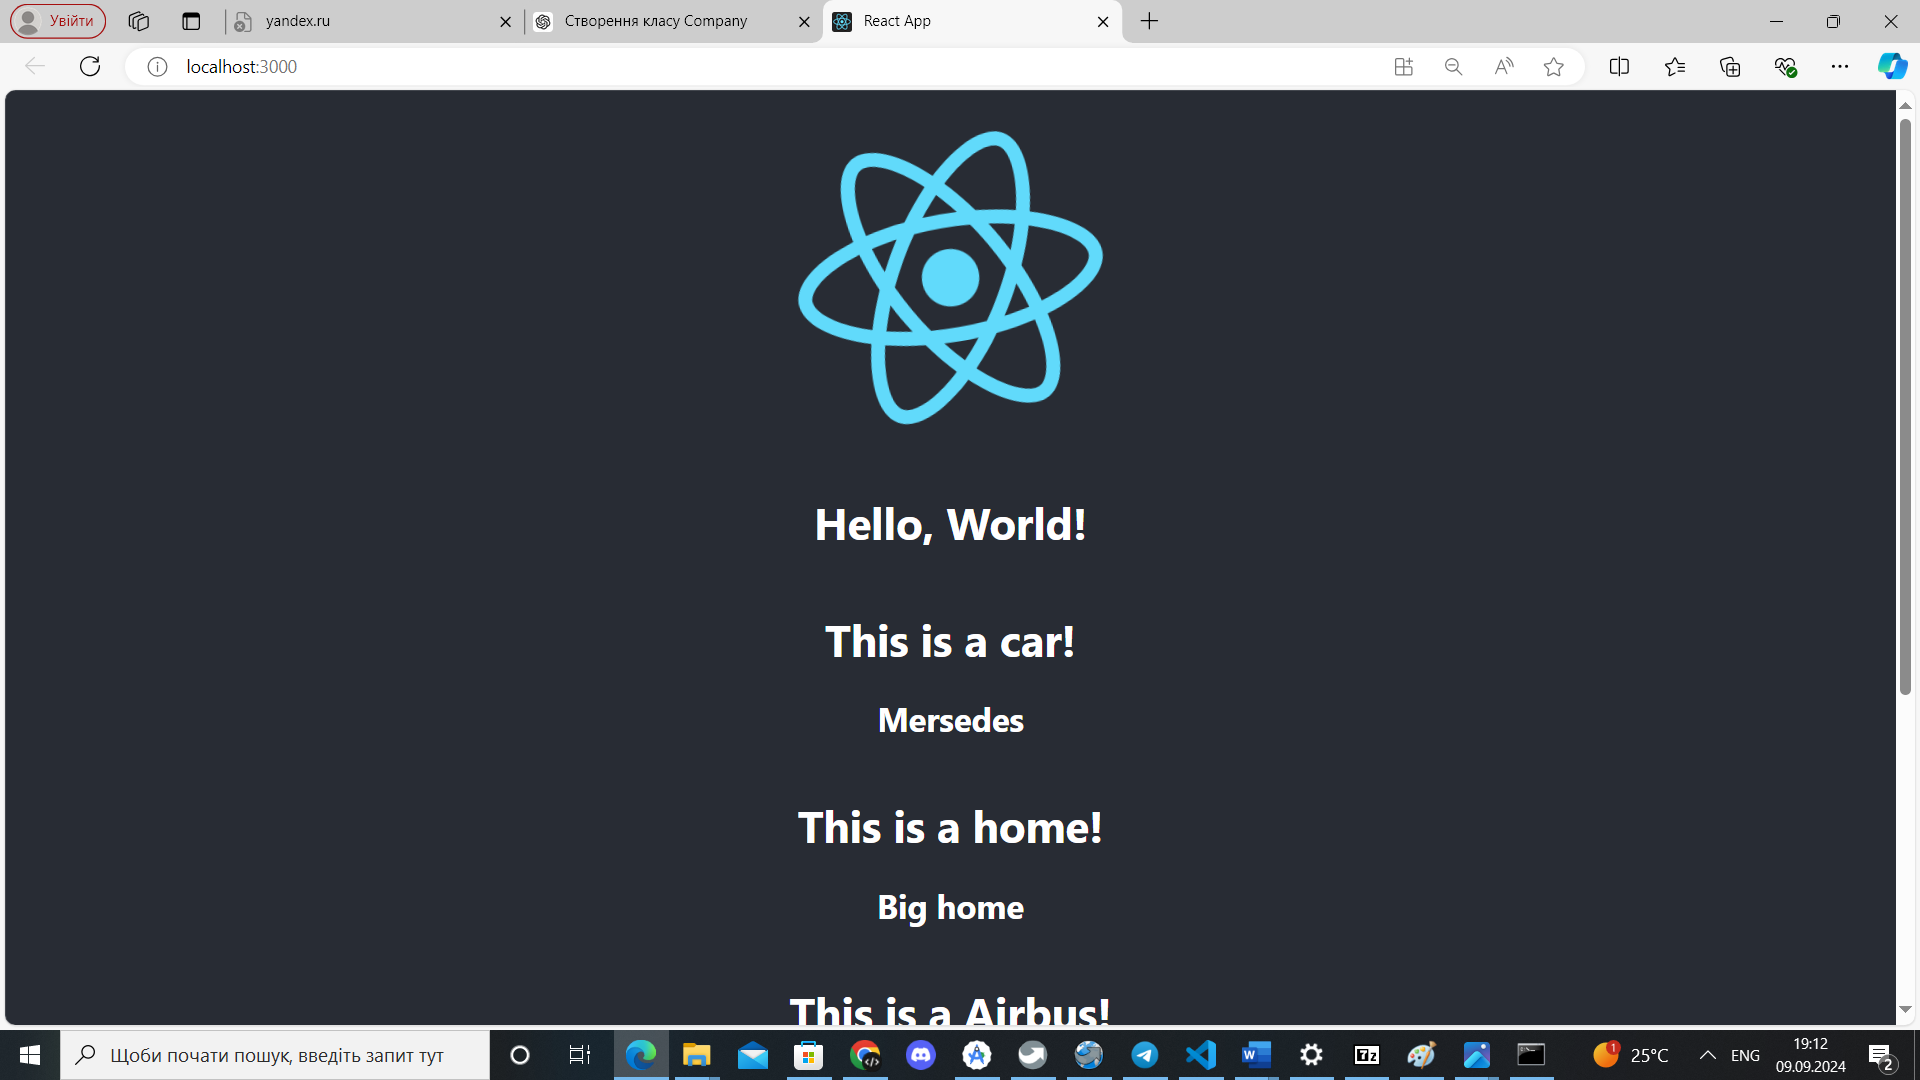 Увійти
yandex.ru
Створення класу Company
React App
localhost:3000
Hello, World!
This is a car!
Mersedes
This is a home!
Big home
This is a Airbus!
Щоби почати пошук, введіть запит тут
7z
1
25°C
ENG
19:12
09.09.2024
2